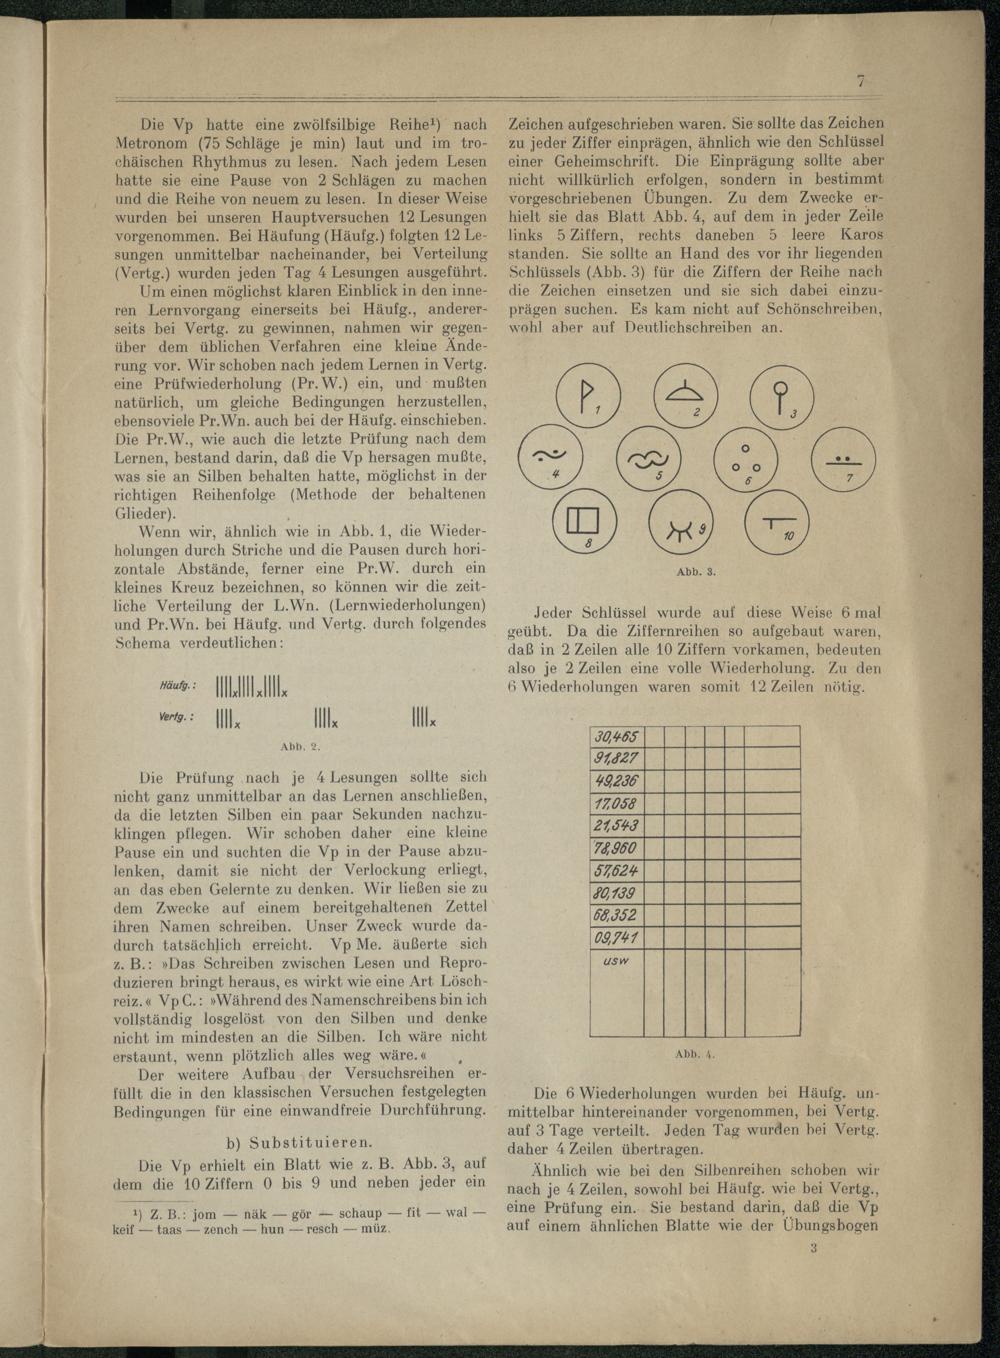 7
Die Vp hatte eine zwölfsilbige Reihe¹) nach
Metronom (75 Schläge je min) laut und im tro-
chäischen Rhythmus zu lesen. Nach jedem Lesen
hatte sie eine Pause von 2 Schlägen zu machen
und die Reihe von neuem zu lesen. In dieser Weise
wurden bei unseren Hauptversuchen 12 Lesungen
vorgenommen. Bei Häufung (Häufg.) folgten 12 Le-
sungen unmittelbar nacheinander, bei Verteilung
(Vertg.) wurden jeden Tag 4 Lesungen ausgeführt.
Um einen möglichst klaren Einblick in den inne-
ren Lernvorgang einerseits bei Häufg., anderer-
seits bei Vertg. zu gewinnen, nahmen wir gegen-
über dem üblichen Verfahren eine kleine Ände-
rung vor. Wir schoben nach jedem Lernen in Vertg.
eine Prüfwiederholung (Pr.W.) ein, und mußten
natürlich, um gleiche Bedingungen herzustellen,
ebensoviele Pr.Wn. auch bei der Häufg. einschieben.
Die Pr.W., wie auch die letzte Prüfung nach dem
Lernen, bestand darin, daß die Vp hersagen mußte,
was sie an Silben behalten hatte, möglichst in der
richtigen Reihenfolge (Methode der behaltenen
Glieder).
Wenn wir, ähnlich wie in Abb. 1, die Wieder-
holungen durch Striche und die Pausen durch hori-
zontale Abstände, ferner eine Pr.W. durch ein
kleines Kreuz bezeichnen, so können wir die zeit-
liche Verteilung der L.Wn. (Lernwiederholungen)
und Pr.Wn. bei Häufg. und Vertg. durch folgendes
Schema verdeutlichen:
Häufg.: ||||x||||x||||x
Vertg.: ||||x ||||x ||||x
Abb. 2.
Die Prüfung nach je 4 Lesungen sollte sich
nicht ganz unmittelbar an das Lernen anschließen,
da die letzten Silben ein paar Sekunden nachzu-
klingen pflegen. Wir schoben daher eine kleine
Pause ein und suchten die Vp in der Pause abzu-
lenken, damit sie nicht der Verlockung erliegt,
an das eben Gelernte zu denken. Wir ließen sie zu
dem Zwecke auf einem bereitgehaltenen Zettel
ihren Namen schreiben. Unser Zweck wurde da-
durch tatsächlich erreicht. Vp Me. äußerte sich
z. B.: »Das Schreiben zwischen Lesen und Repro-
duzieren bringt heraus, es wirkt wie eine Art Lösch-
reiz.« Vp C.: »Während des Namenschreibens bin ich
vollständig losgelöst von den Silben und denke
nicht im mindesten an die Silben. Ich wäre nicht
erstaunt, wenn plötzlich alles weg wäre.«
Der weitere Aufbau der Versuchsreihen er-
füllt die in den klassischen Versuchen festgelegten
Bedingungen für eine einwandfreie Durchführung.
b) Substituieren.
Die Vp erhielt ein Blatt wie z. B. Abb. 3, auf
dem die 10 Ziffern 0 bis 9 und neben jeder ein
¹) Z. B.: jom — näk — gör — schaup — fit — wal —
keif — taas — zench — hun — resch — müz.
Zeichen aufgeschrieben waren. Sie sollte das Zeichen
zu jeder Ziffer einprägen, ähnlich wie den Schlüssel
einer Geheimschrift. Die Einprägung sollte aber
nicht willkürlich erfolgen, sondern in bestimmt
vorgeschriebenen Übungen. Zu dem Zwecke er-
hielt sie das Blatt Abb. 4, auf dem in jeder Zeile
links 5 Ziffern, rechts daneben 5 leere Karos
standen. Sie sollte an Hand des vor ihr liegenden
Schlüssels (Abb. 3) für die Ziffern der Reihe nach
die Zeichen einsetzen und sie sich dabei einzu-
prägen suchen. Es kam nicht auf Schönschreiben,
wohl aber auf Deutlichschreiben an.
1 2 3
4 5 6 7
8 9 10
Abb. 3.
Jeder Schlüssel wurde auf diese Weise 6 mal
geübt. Da die Ziffernreihen so aufgebaut waren,
daß in 2 Zeilen alle 10 Ziffern vorkamen, bedeuten
also je 2 Zeilen eine volle Wiederholung. Zu den
6 Wiederholungen waren somit 12 Zeilen nötig.
30,465
91,827
49,236
17,058
21,543
78,960
57,624
80,139
68,352
09,741
usw
Abb. 4.
Die 6 Wiederholungen wurden bei Häufg. un-
mittelbar hintereinander vorgenommen, bei Vertg.
auf 3 Tage verteilt. Jeden Tag wurden bei Vertg.
daher 4 Zeilen übertragen.
Ähnlich wie bei den Silbenreihen schoben wir
nach je 4 Zeilen, sowohl bei Häufg. wie bei Vertg.,
eine Prüfung ein. Sie bestand darin, daß die Vp
auf einem ähnlichen Blatte wie der Übungsbogen
3